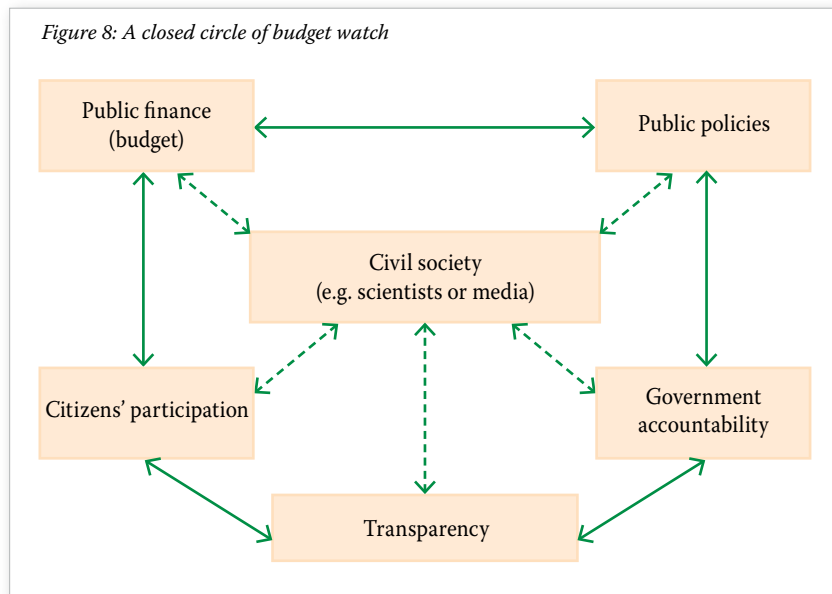 Figure 8: A closed circle of budget watch
Public finance
(budget)
Public policies
Civil society
(e.g. scientists or media)
Citizens’ participation
Government
accountability
Transparency